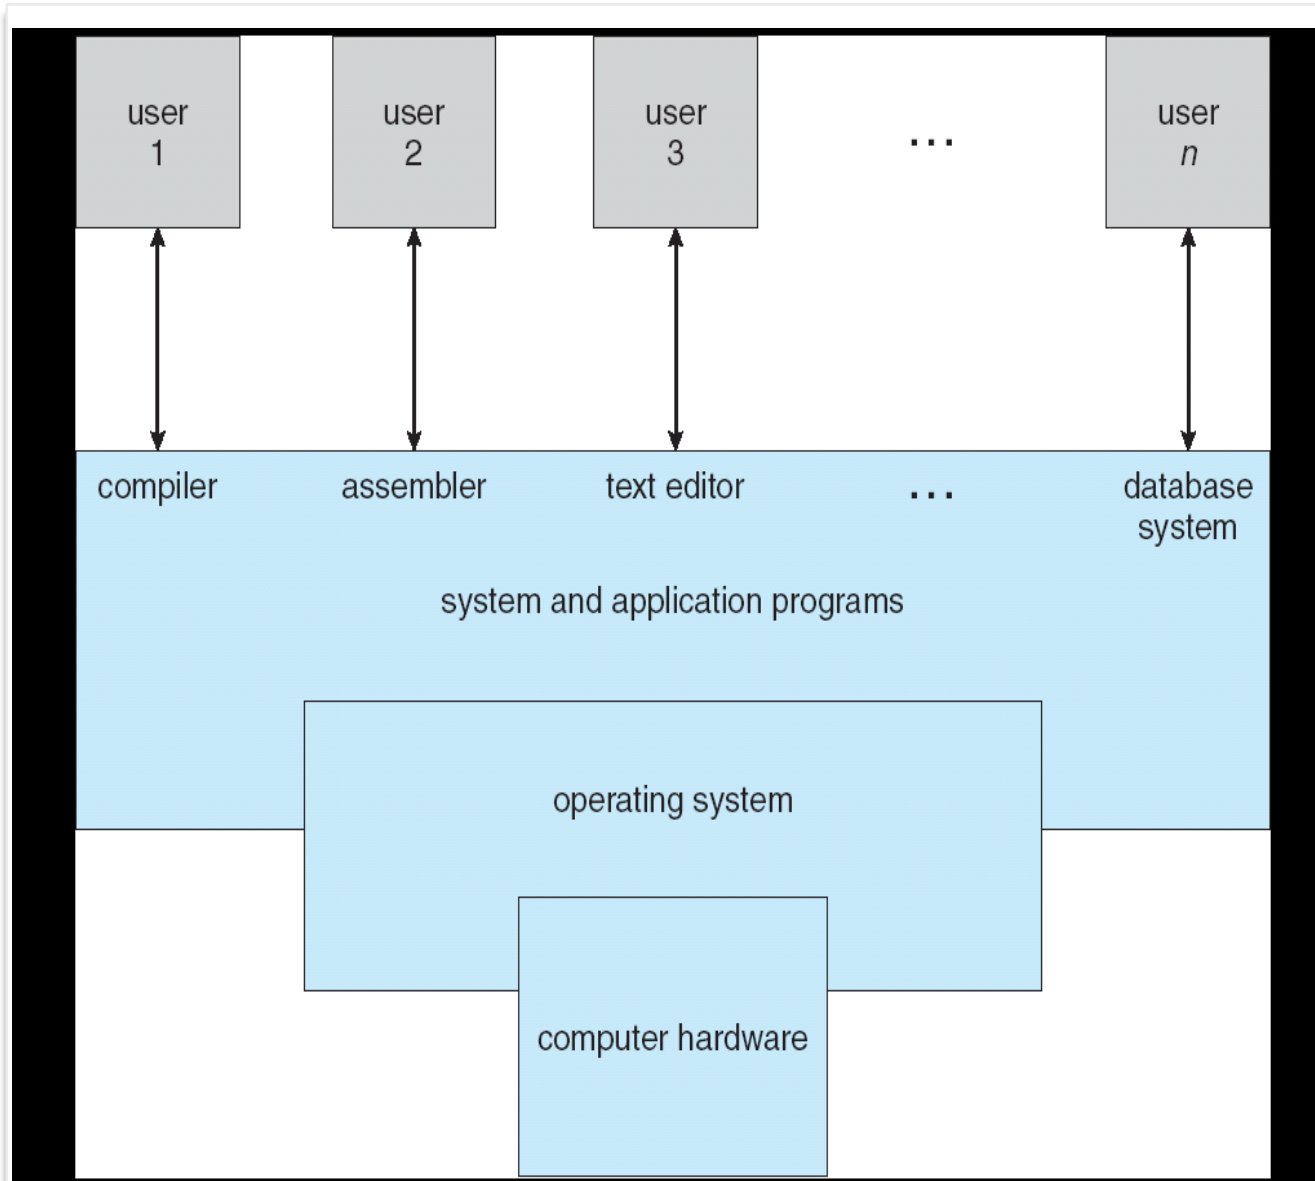 user
1
user
2
user
3
...
user
n
compiler
assembler
text editor
...
database
system
system and application programs
operating system
computer hardware